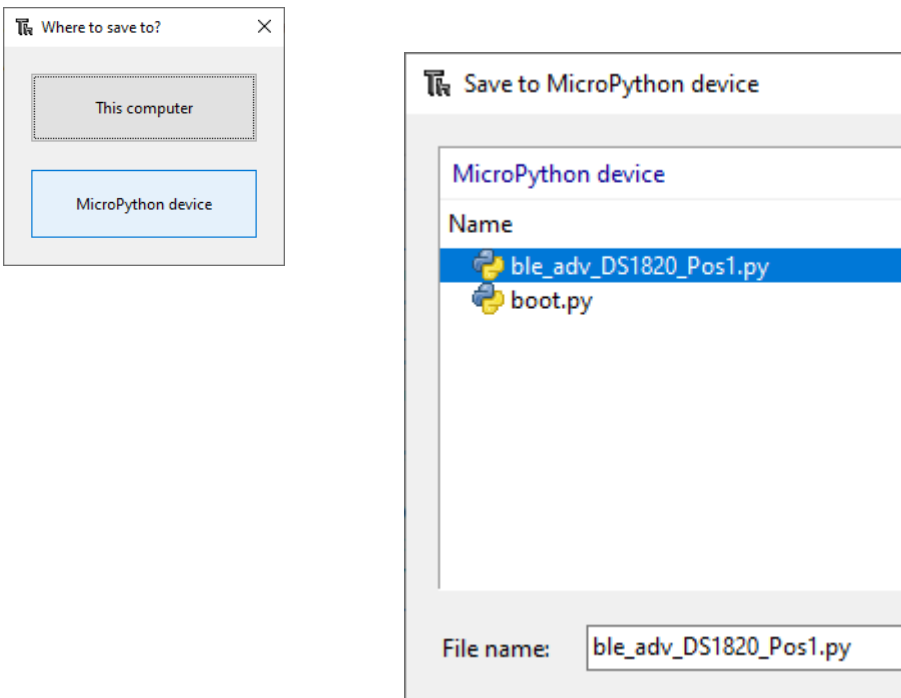 Where to save to?
This computer
MicroPython device
Save to MicroPython device
MicroPython device
Name
ble_adv_DS1820_Pos1.py
boot.py
File name:
ble_adv_DS1820_Pos1.py